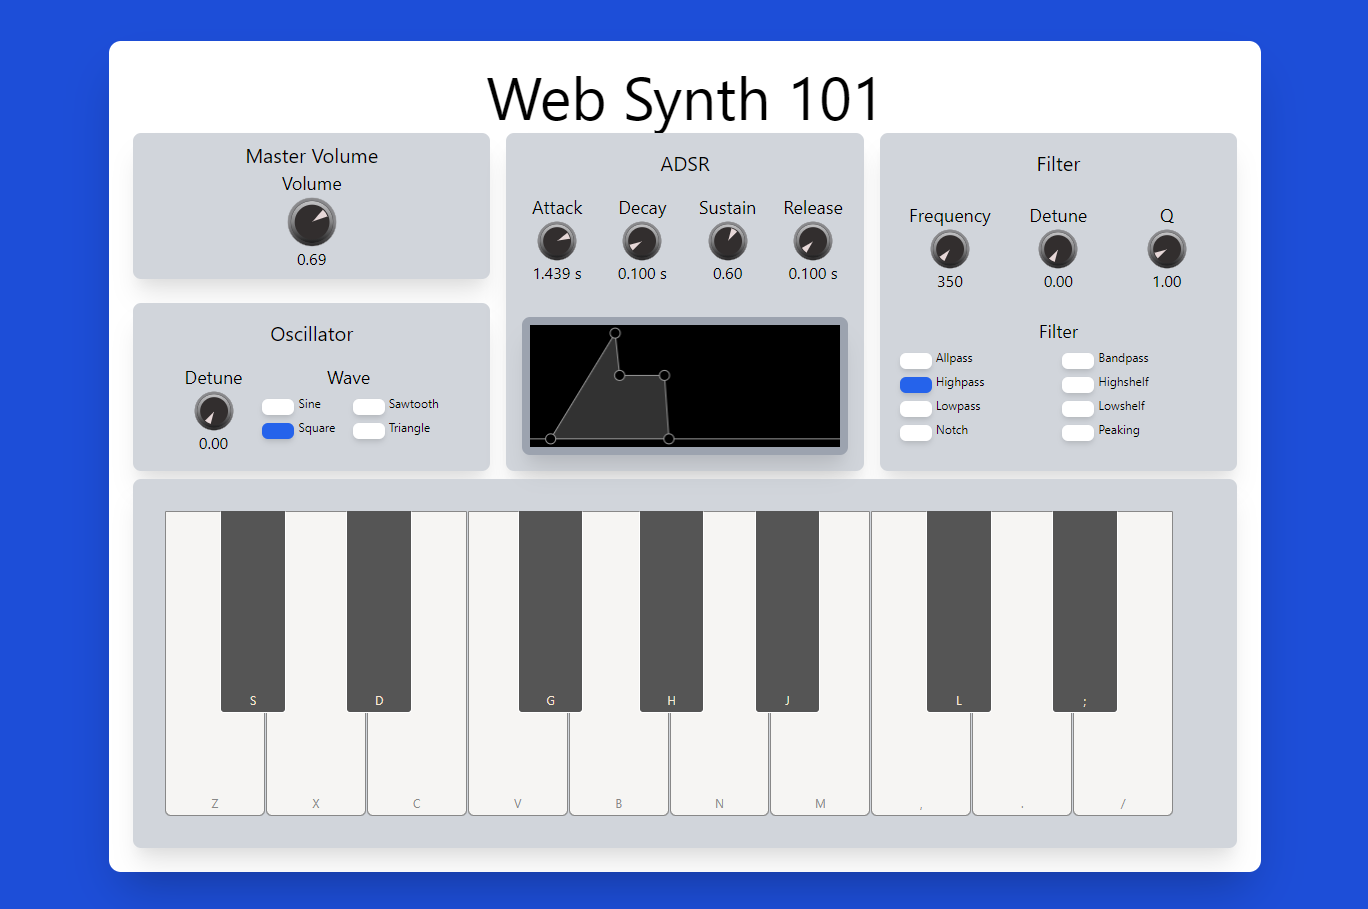 Web Synth 101
Master Volume
Volume
0.69
Oscillator
Detune
0.00
Wave
Sine
Sawtooth
Square
Triangle
ADSR
Attack Decay Sustain Release
1.439 s 0.100 s 0.60 0.100 s
Filter
Frequency Detune Q
350 0.00 1.00
Filter
Allpass
Bandpass
Highpass
Highshelf
Lowpass
Lowshelf
Notch
Peaking
S D G H J L ;
Z X C V B N M , . /